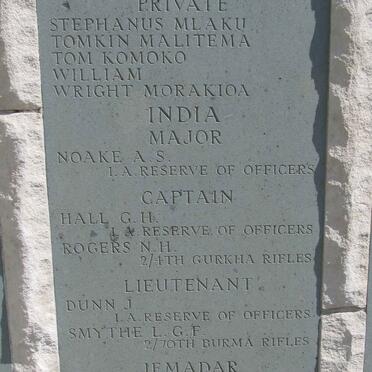 PRIVATE
STEPHANUS MLAKU
TOMKIN MALITEMA
TOM KOMOKO
WILLIAM
WRIGHT MORAKIOA
INDIA
MAJOR
NOAKE A. S.
I. A. RESERVE OF OFFICERS
CAPTAIN
HALL G. H.
I. A. RESERVE OF OFFICERS
ROGERS N. H.
2/4TH GURKHA RIFLES
LIEUTENANT
DUNN J.
I. A. RESERVE OF OFFICERS
SMYTHE L. G. F.
2/70TH BURMA RIFLES
JEMADAR